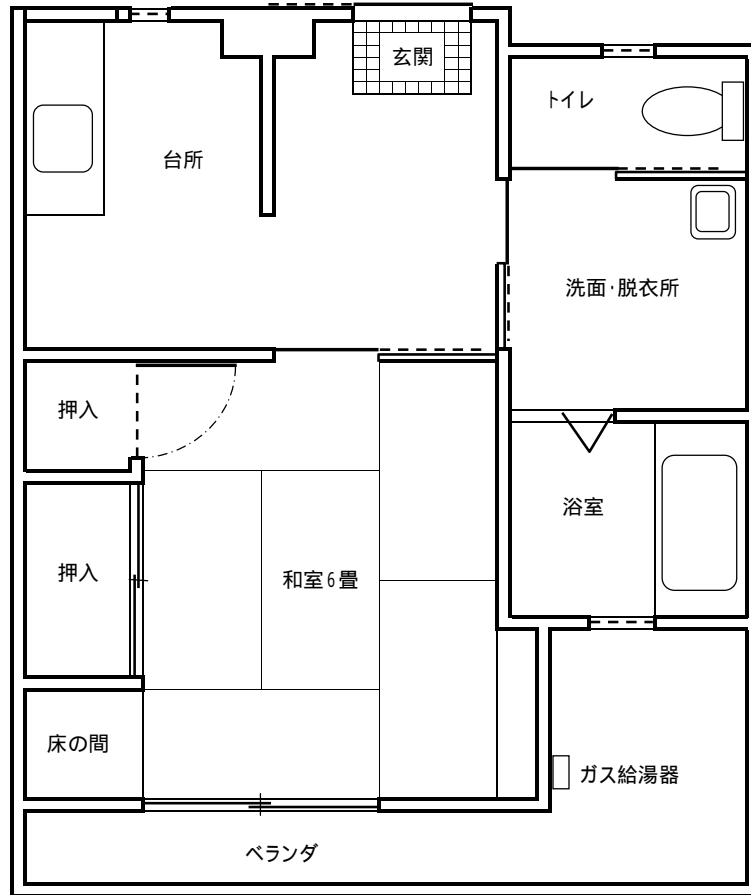 玄関
トイレ
台所
洗面・脱衣所
押入
浴室
押入
和室6畳
床の間
ガス給湯器
ベランダ